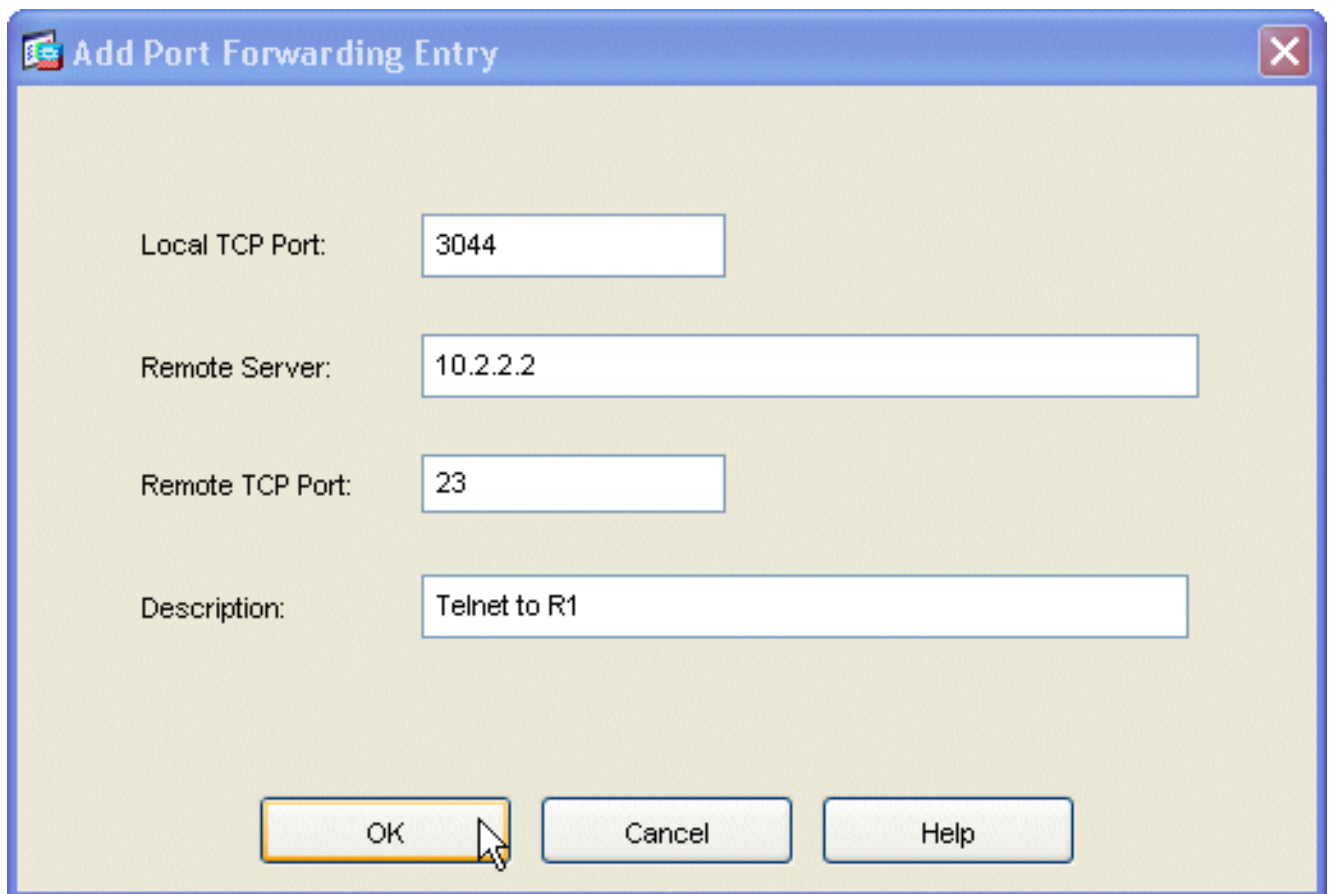 Add Port Forwarding Entry
Local TCP Port: 3044
Remote Server: 10.2.2.2
Remote TCP Port: 23
Description: Telnet to R1
OK Cancel Help